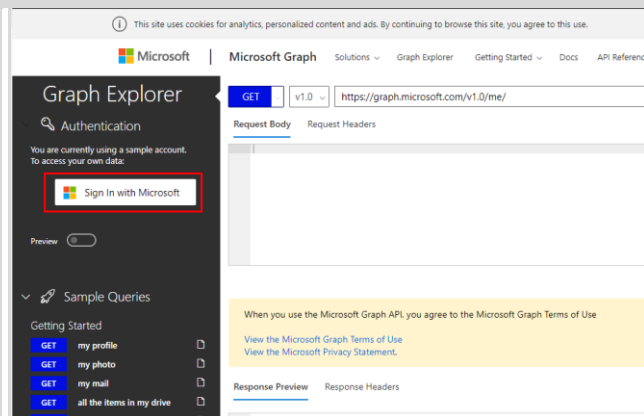 This site uses cookies for analytics, personalized content and ads. By continuing to browse this site, you agree to this use.
Microsoft
Microsoft Graph
Solutions
Graph Explorer
Getting Started
Docs
API Referenc
Graph Explorer
Authentication
You are currently using a sample account.
To access your own data:
Sign In with Microsoft
Preview
Sample Queries
Getting Started
GET my profile
GET my photo
GET my mail
GET all the items in my drive
GET
v1.0
https://graph.microsoft.com/v1.0/me/
Request Body
Request Headers
When you use the Microsoft Graph API, you agree to the Microsoft Graph Terms of Use
View the Microsoft Graph Terms of Use
View the Microsoft Privacy Statement.
Response Preview
Response Headers